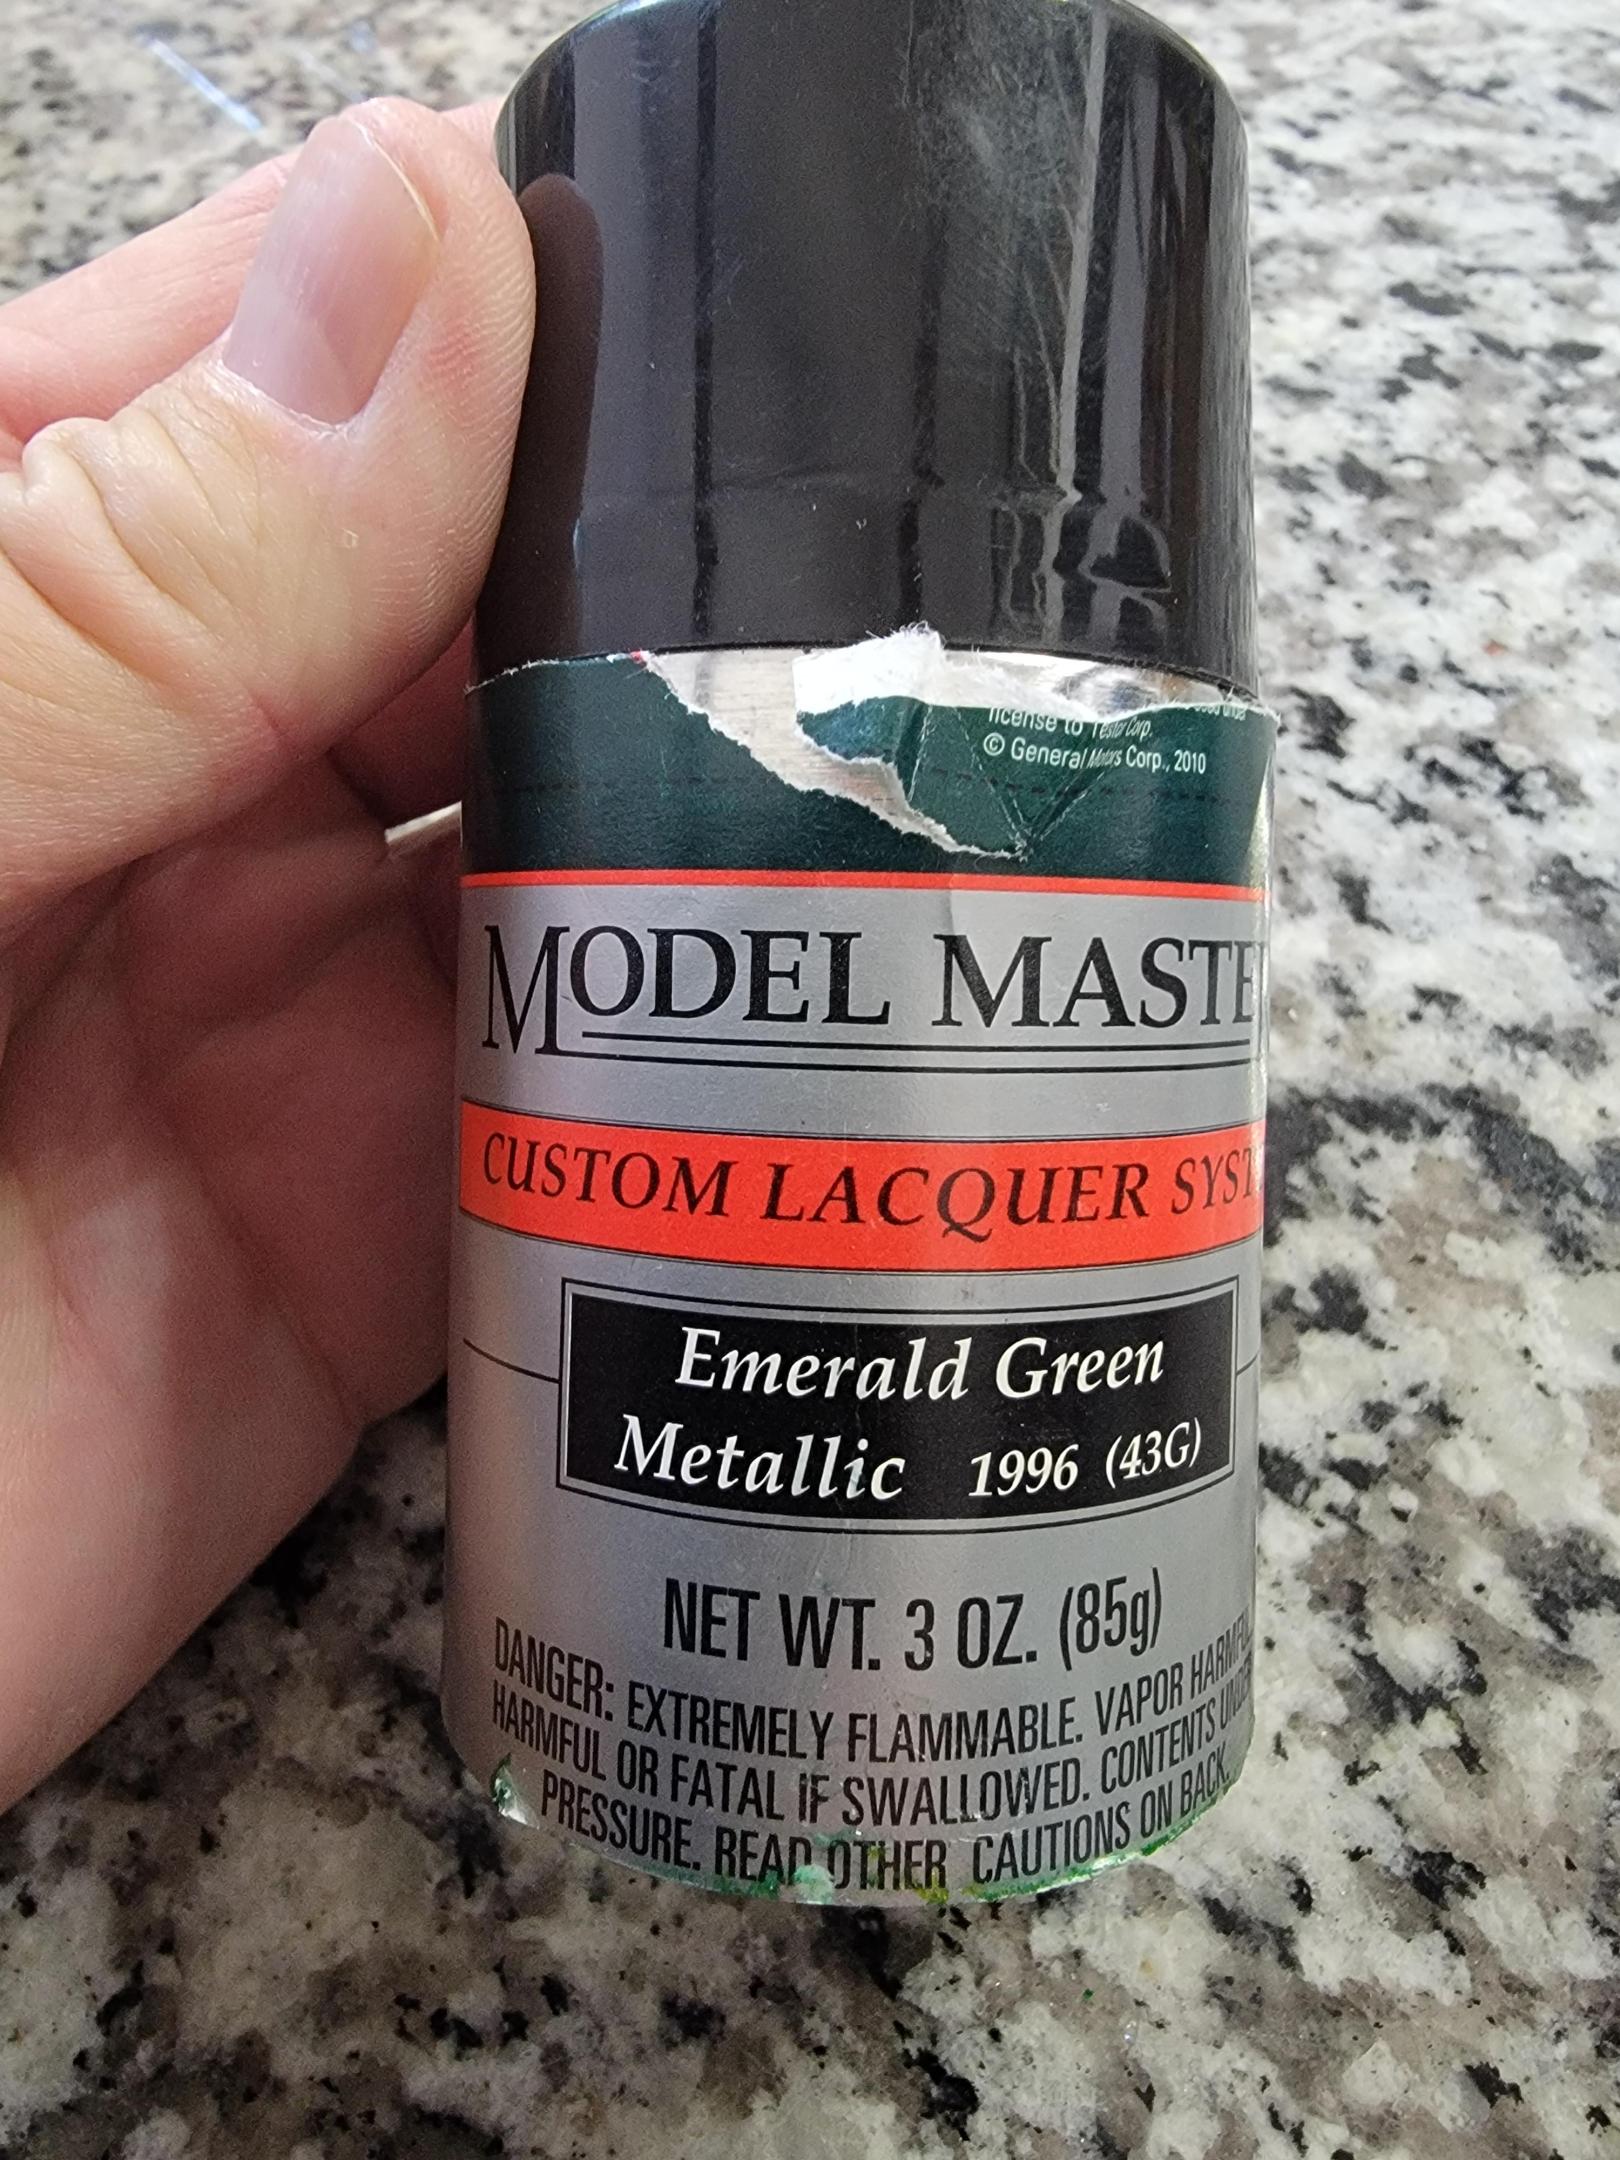 license to Testor Corp.
© General Motors Corp., 2010
MODEL MASTE
CUSTOM LACQUER SYST
Emerald Green
Metallic 1996 (43G)
NET WT. 3 OZ. (85g)
DANGER: EXTREMELY FLAMMABLE. VAPOR HARMFUL
HARMFUL OR FATAL IF SWALLOWED. CONTENTS UNDER
PRESSURE. READ OTHER CAUTIONS ON BACK.